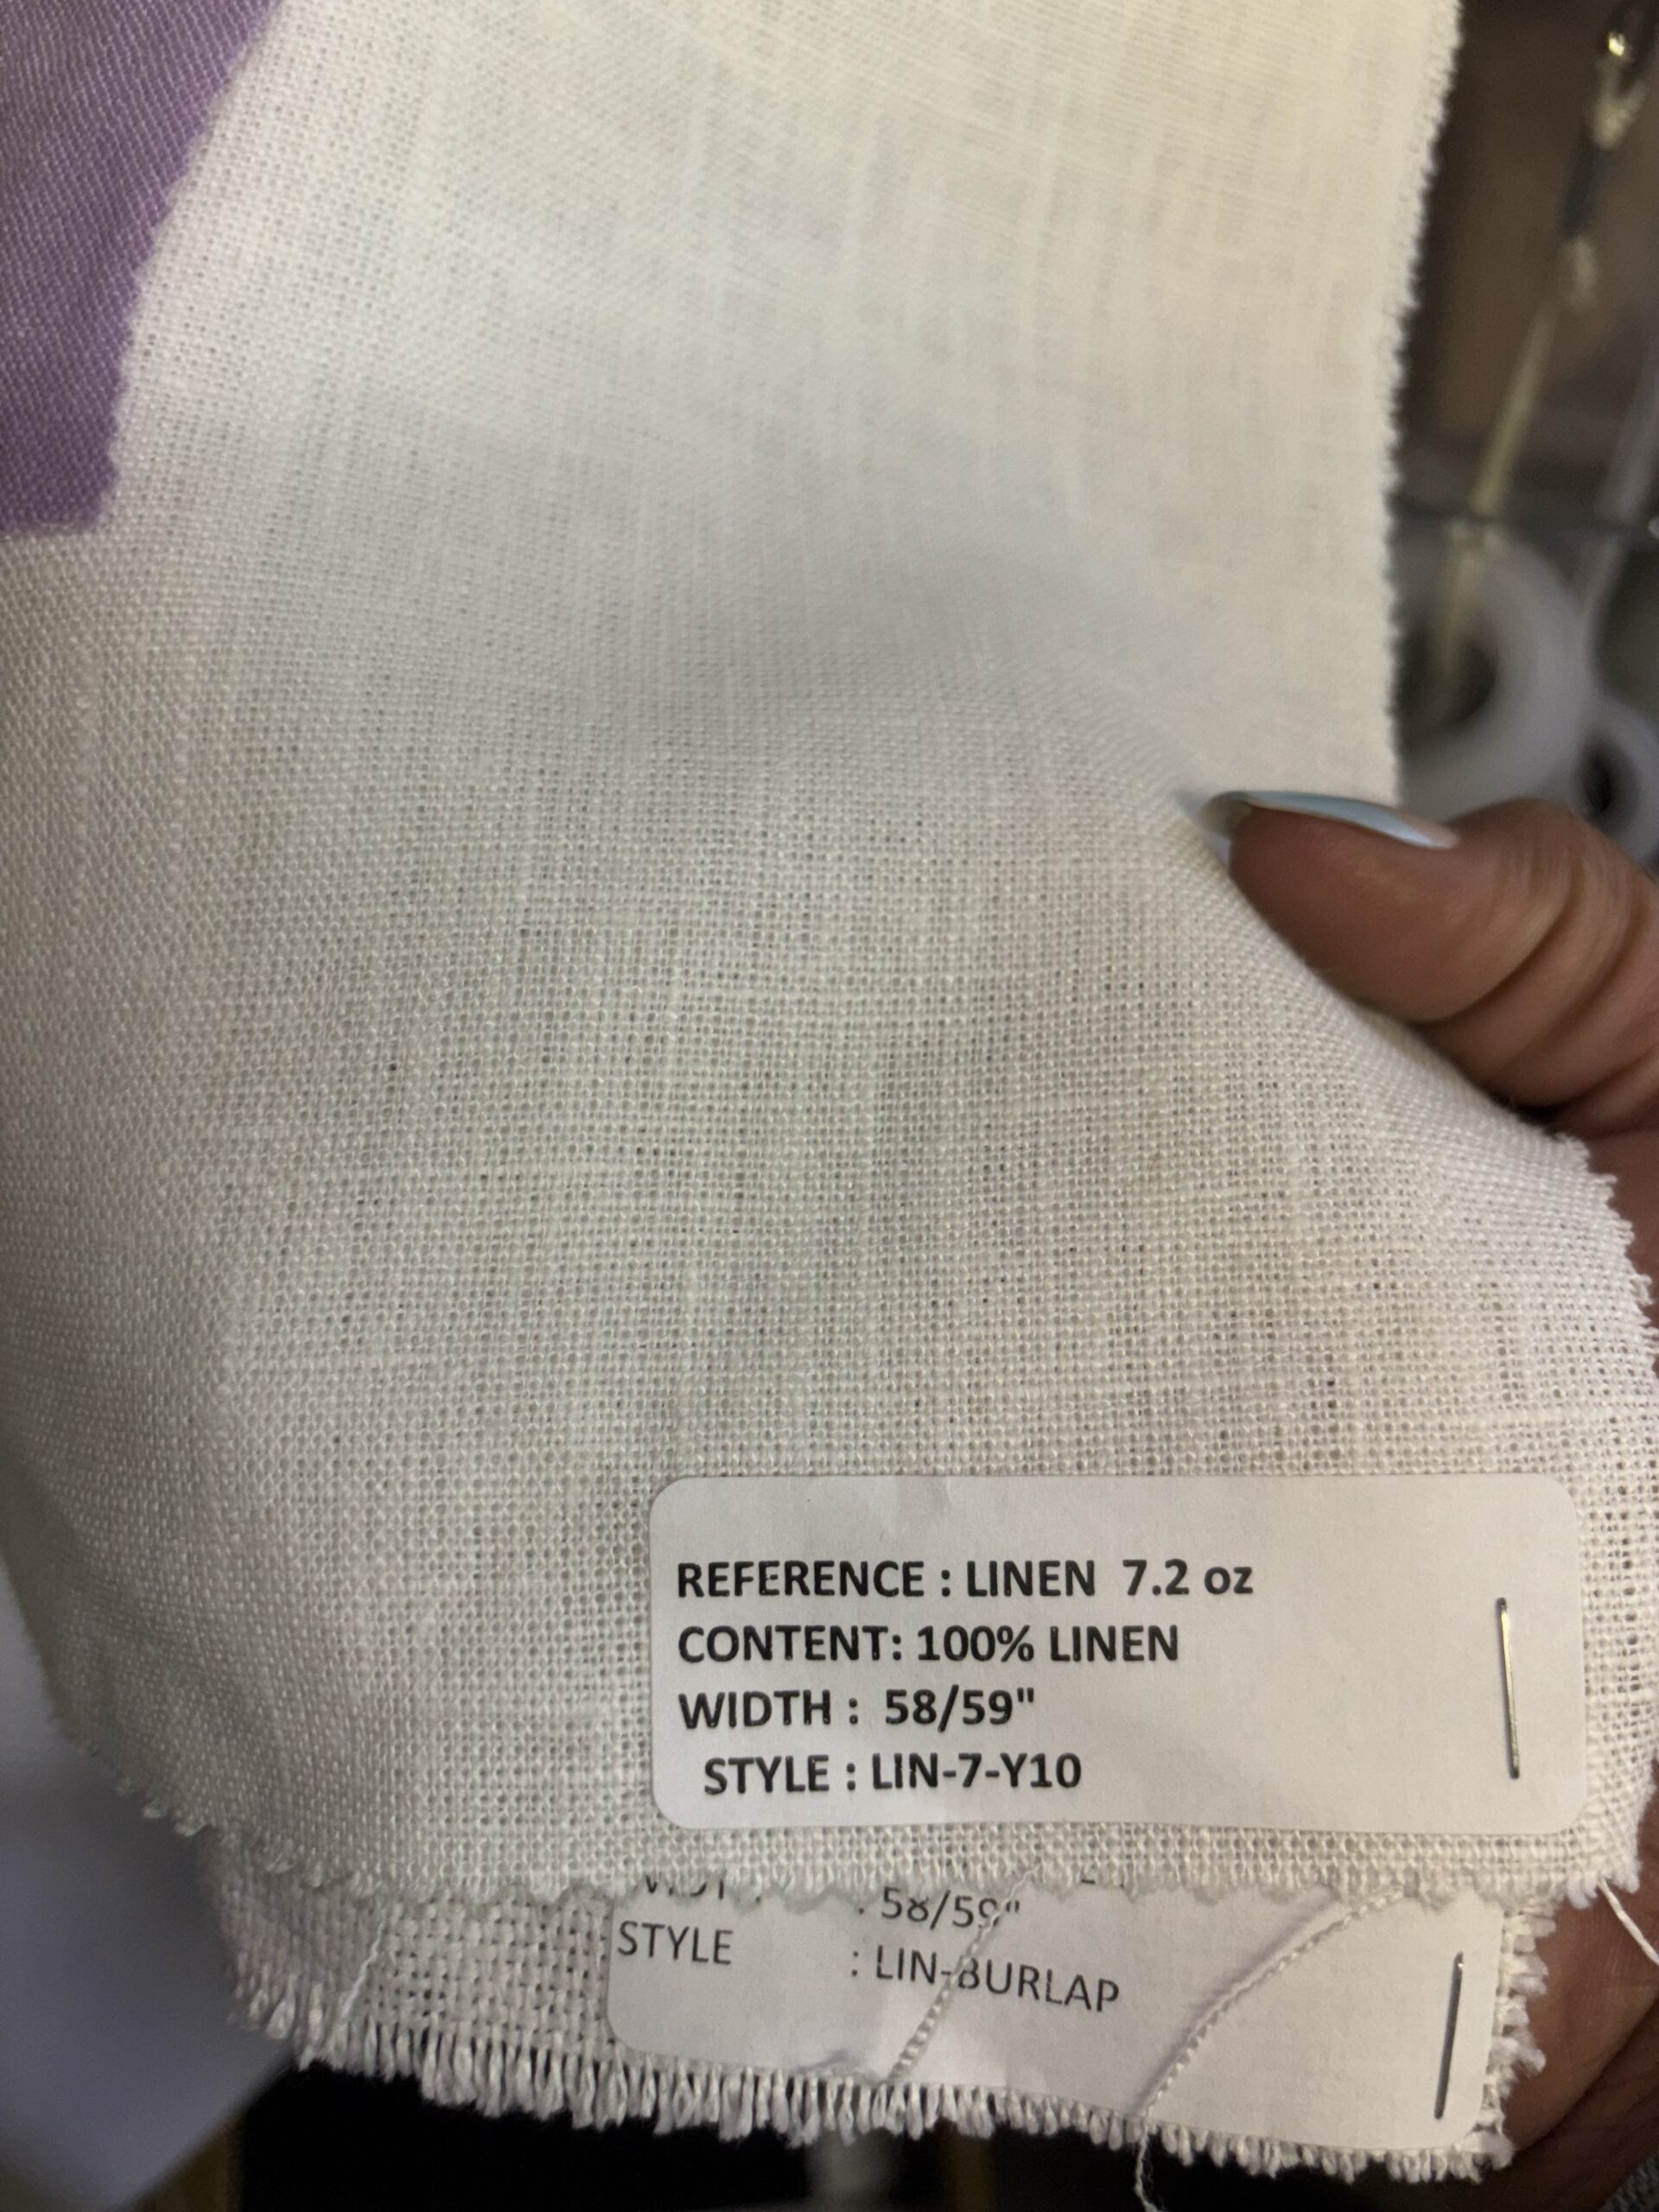 REFERENCE : LINEN 7.2 oz
CONTENT: 100% LINEN
WIDTH : 58/59"
STYLE : LIN-7-Y10
: 58/59"
STYLE : LIN-BURLAP